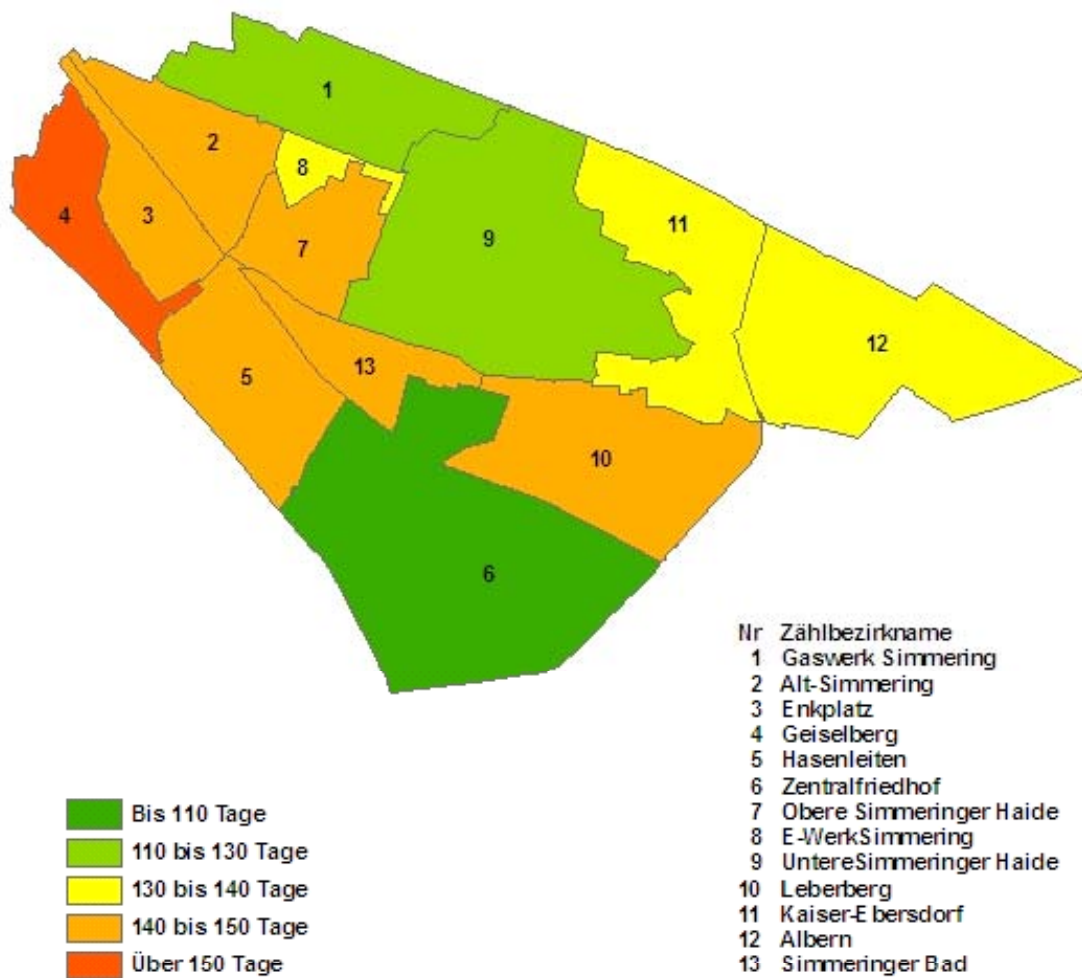 1
2
8
4
3
11
7
9
12
13
5
10
6
Nr Zählbezirkname
1 Gaswerk Simmering
2 Alt-Simmering
3 Enkplatz
4 Geiselberg
5 Hasenleiten
6 Zentralfriedhof
7 Obere Simmeringer Haide
8 E-WerkSimmering
9 UntereSimmeringer Haide
10 Leberberg
11 Kaiser-Ebersdorf
12 Albern
13 Simmeringer Bad
Bis 110 Tage
110 bis 130 Tage
130 bis 140 Tage
140 bis 150 Tage
Über 150 Tage